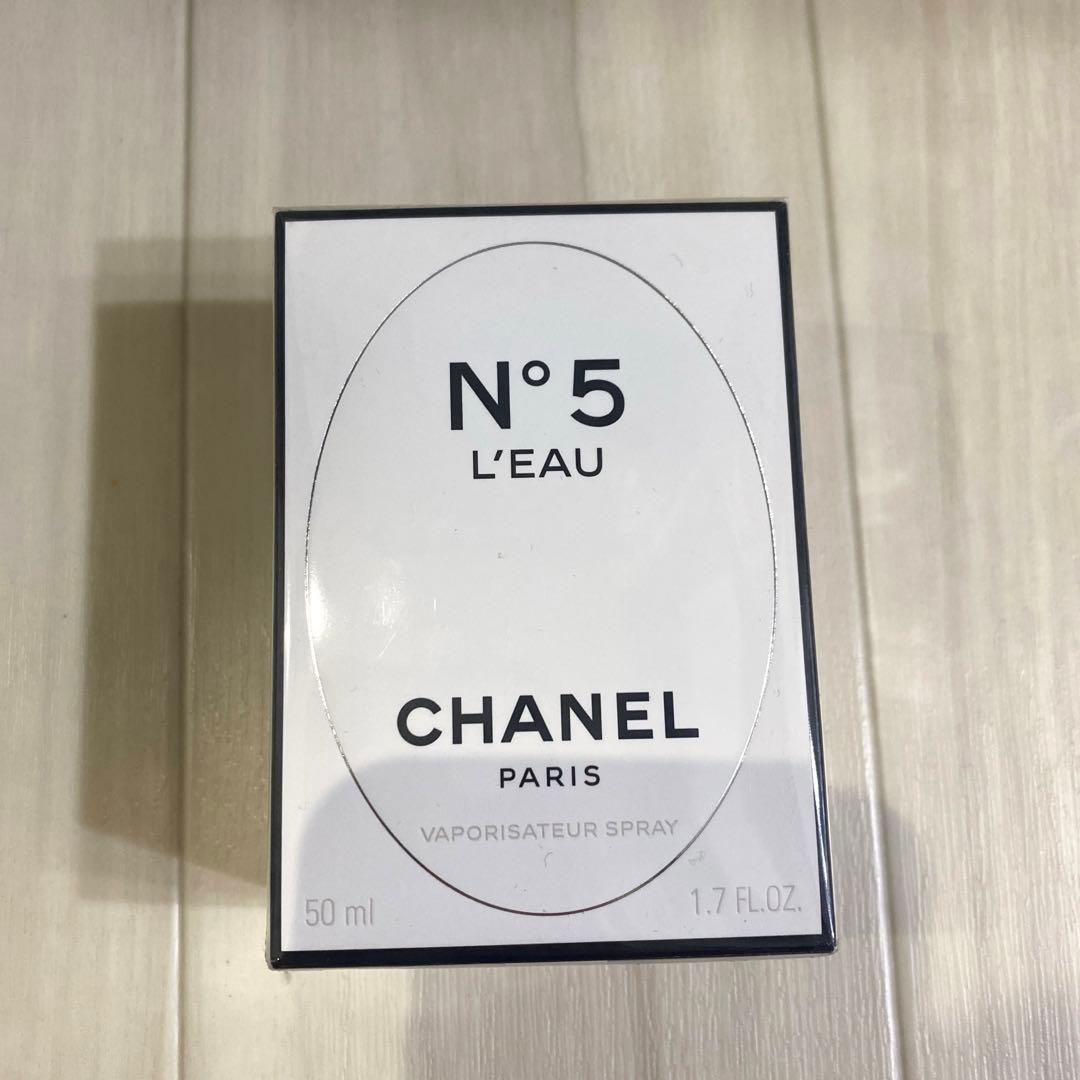 N° 5
L'EAU
CHANEL
PARIS
VAPORISATEUR SPRAY
50 ml
1.7 FL.OZ.